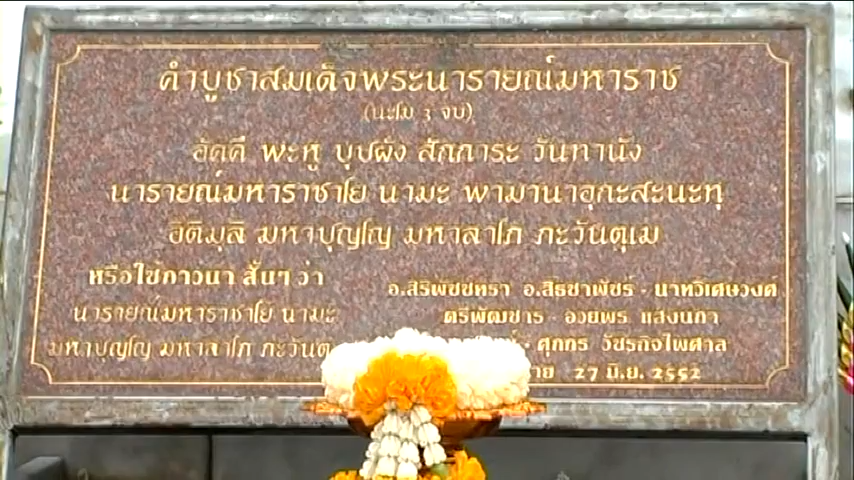 คำบูชาสมเด็จพระนารายณ์มหาราช
(นะโม ๓ จบ)
อัคคี พะหู บุปผัง สักการะ วันทานัง
นารายณ์มหาราชาโย นามะ พามานาฮุกะสะนะทุ
อิติมุสิ มหาปุญโญ มหาลาโภ ภะวันตุเม
หรือใช้ภาวนา สั้นๆ ว่า
นารายณ์มหาราชาโย นามะ
มหาปุญโญ มหาลาโภ ภะวันตุ
อ.สิริพัชชทรา อ.สิธชาพัชร์ - นาทวิเศษวงศ์
ตรีพัฒชาร - อวยพร แสงนภา
ศุภกร วัชรกิจไพศาล
27 มิ.ย. 2552